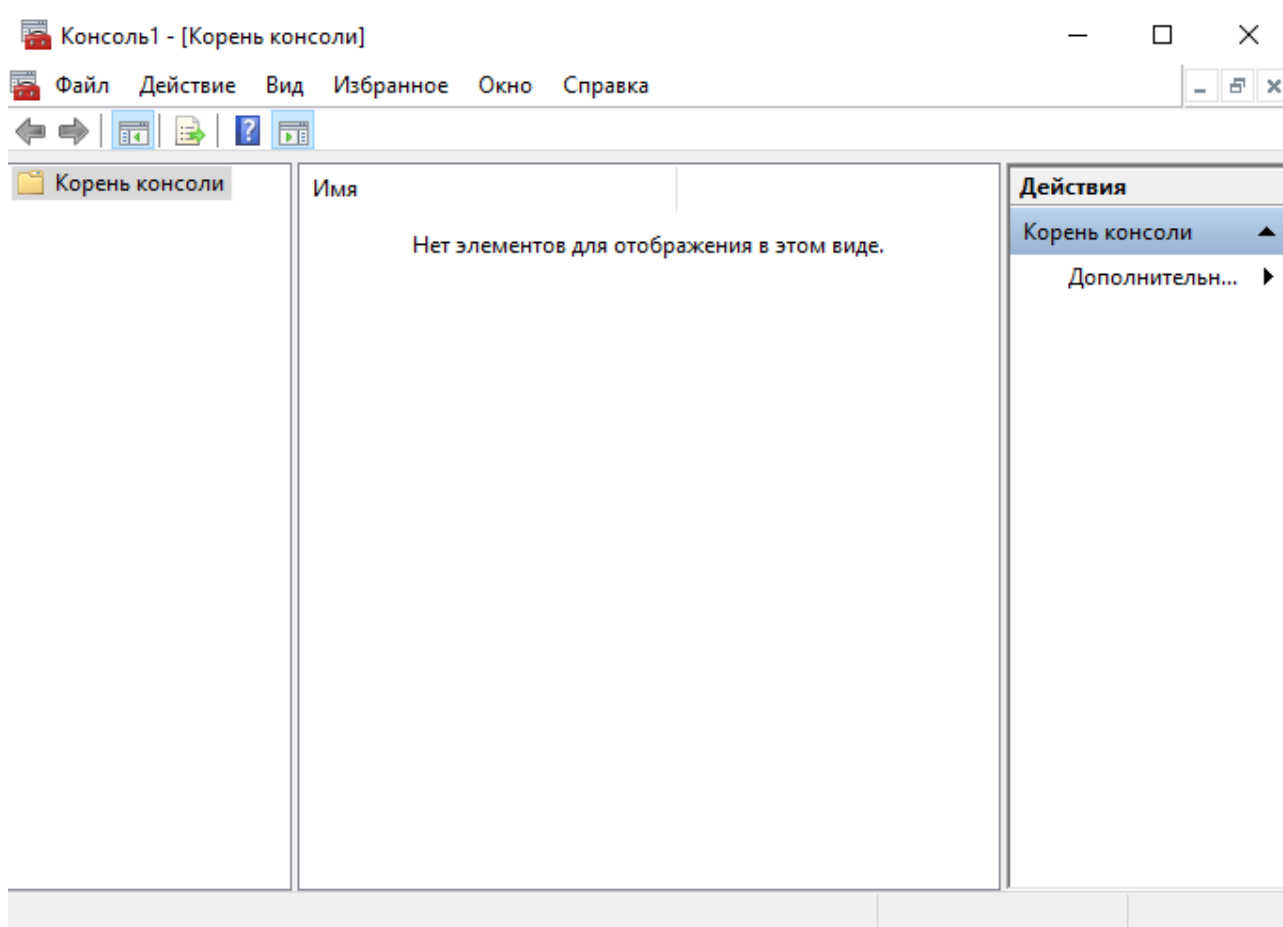 Консоль1 - [Корень консоли]
Файл Действие Вид Избранное Окно Справка
Корень консоли
Имя
Нет элементов для отображения в этом виде.
Действия
Корень консоли
Дополнительн...